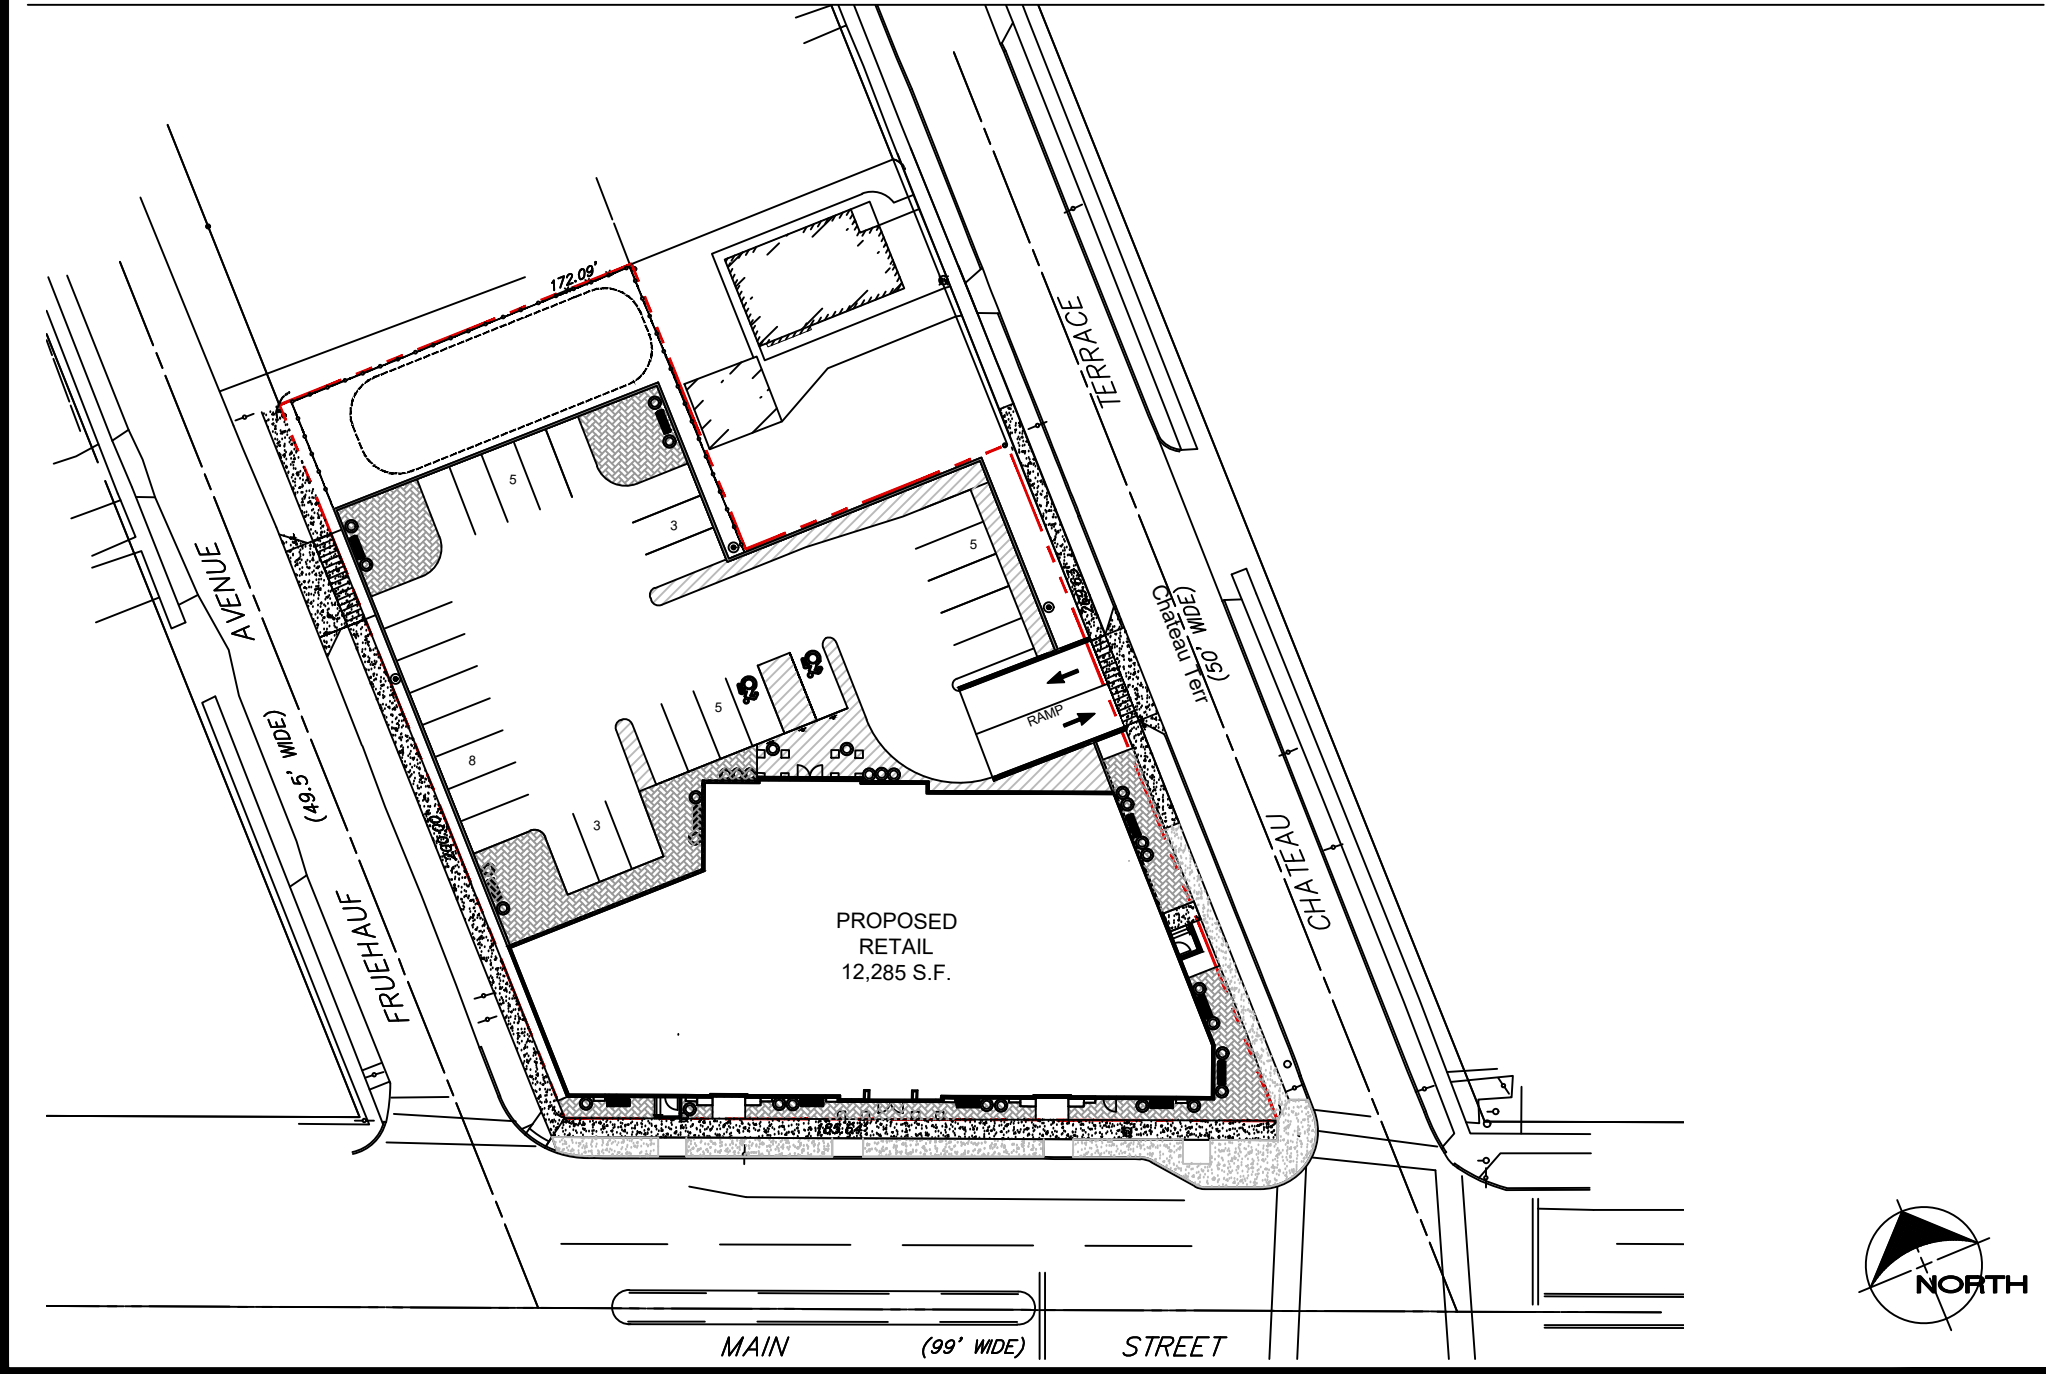 172.09'
TERRACE
5
3
5
AVENUE
(50' WIDE)
Chateau Terr
5
RAMP
(49.5' WIDE)
8
3
CHATEAU
FRUEHAUF
PROPOSED
RETAIL
12,285 S.F.
NORTH
MAIN
(99' WIDE)
STREET